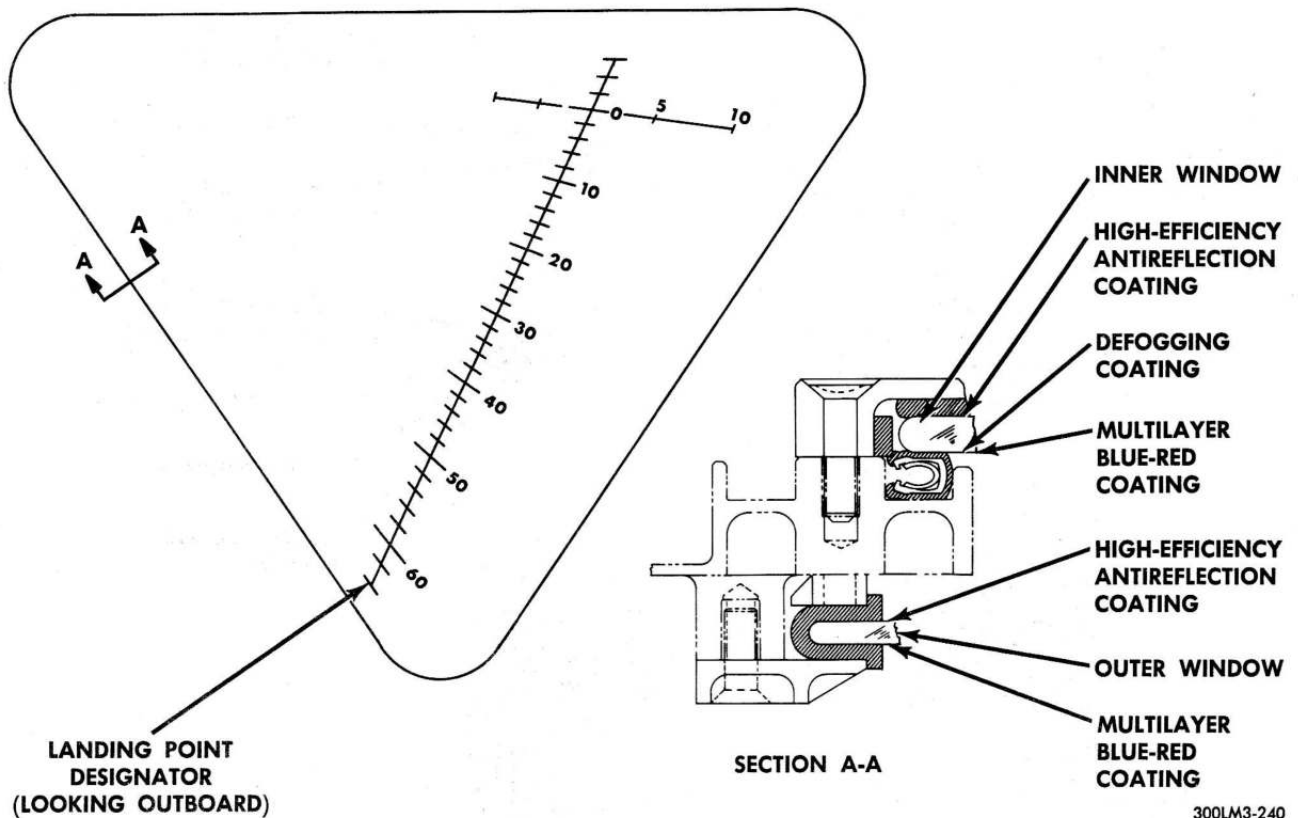 0 5 10
10
20
30
40
50
60
A
A
LANDING POINT
DESIGNATOR
(LOOKING OUTBOARD)
INNER WINDOW
HIGH-EFFICIENCY
ANTIREFLECTION
COATING
DEFOGGING
COATING
MULTILAYER
BLUE-RED
COATING
HIGH-EFFICIENCY
ANTIREFLECTION
COATING
OUTER WINDOW
MULTILAYER
BLUE-RED
COATING
SECTION A-A
300LM3-240